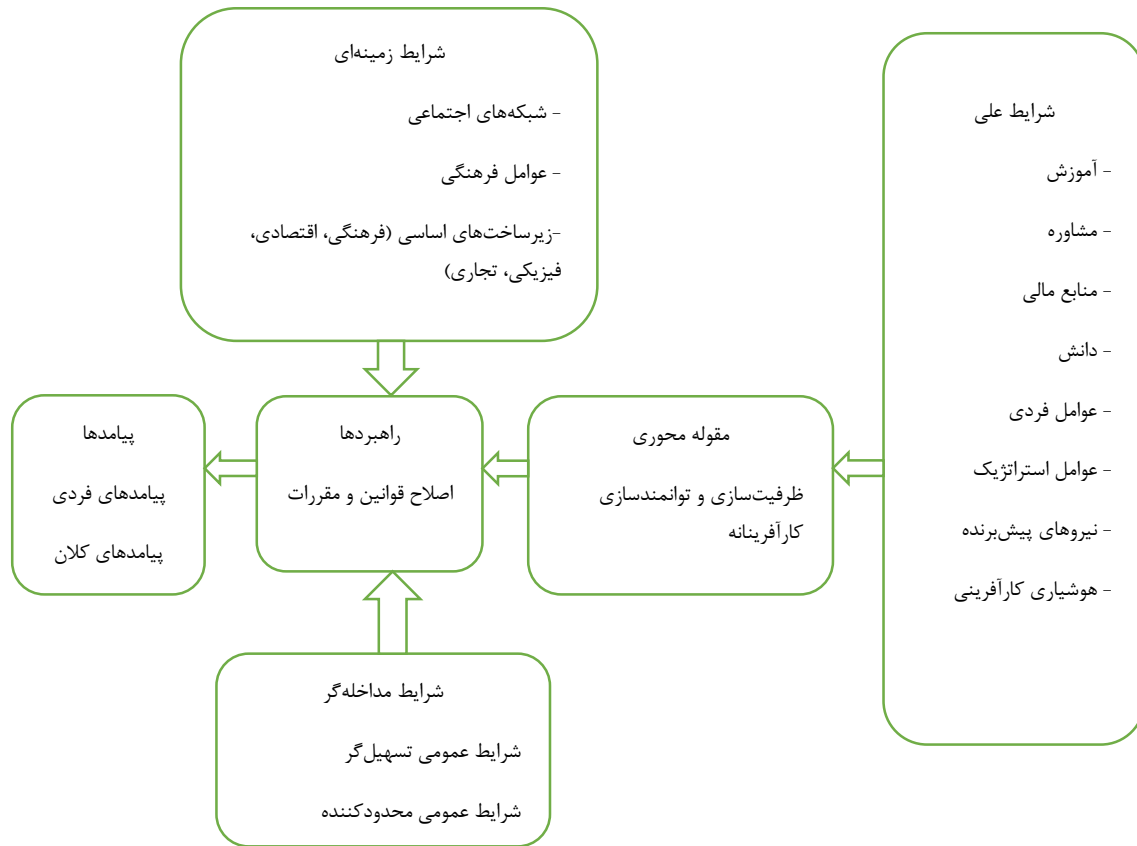 شرایط زمینه‌ای
- شبکه‌های اجتماعی
- عوامل فرهنگی
-زیرساخت‌های اساسی (فرهنگی، اقتصادی،
فیزیکی، تجاری)
شرایط علی
- آموزش
- مشاوره
- منابع مالی
- دانش
- عوامل فردی
- عوامل استراتژیک
- نیروهای پیش‌برنده
- هوشیاری کارآفرینی
مقوله محوری
ظرفیت‌سازی و توانمندسازی
کارآفرینانه
راهبردها
اصلاح قوانین و مقررات
پیامدها
پیامدهای فردی
پیامدهای کلان
شرایط مداخله‌گر
شرایط عمومی تسهیل‌گر
شرایط عمومی محدودکننده